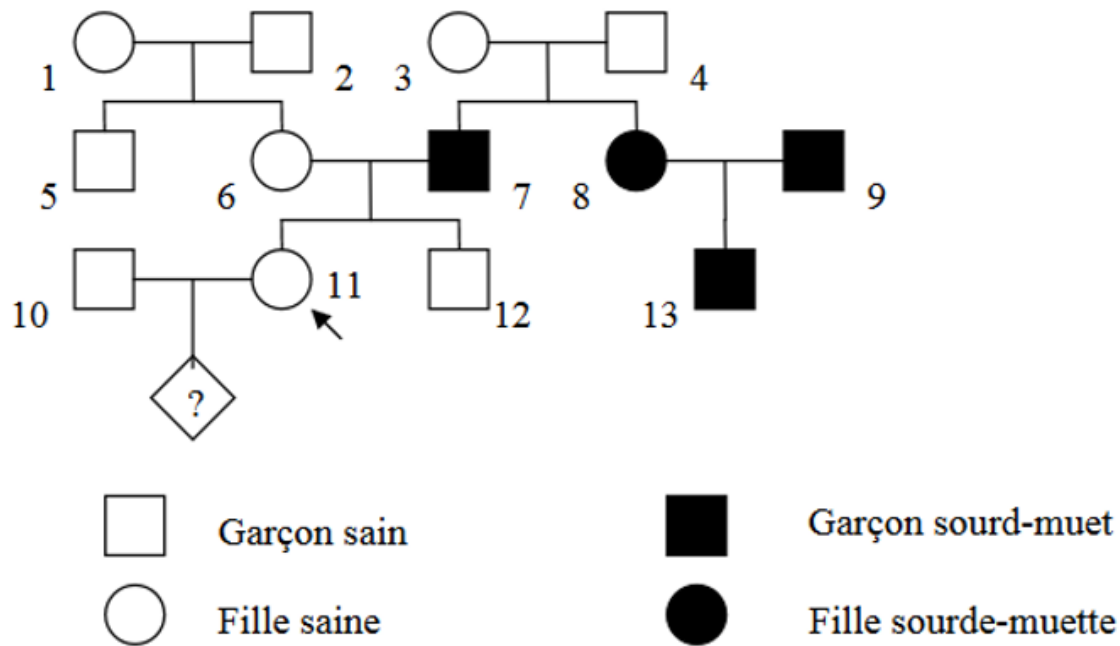 1 2 3 4
5 6 7 8 9
10 11 12 13
?
Garçon sain
Garçon sourd-muet
Fille saine
Fille sourde-muette